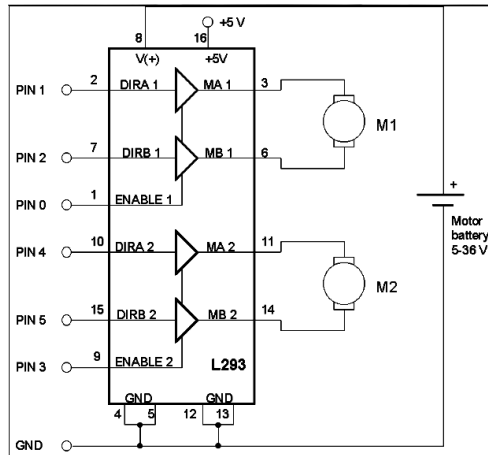 +5 V
8
16
V(+)
+5V
PIN 1
2
DIRA 1
MA 1
3
M1
PIN 2
7
DIRB 1
MB 1
6
PIN 0
1
ENABLE 1
+
Motor
battery
5-36 V
PIN 4
10
DIRA 2
MA 2
11
M2
PIN 5
15
DIRB 2
MB 2
14
PIN 3
9
ENABLE 2
L293
GND
GND
4
5
12
13
GND